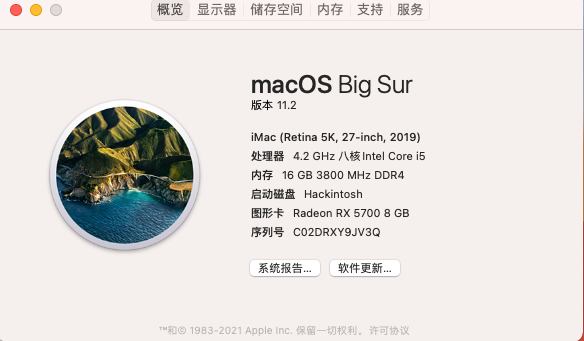 概览 显示器 储存空间 内存 支持 服务
macOS Big Sur
版本 11.2
iMac (Retina 5K, 27-inch, 2019)
处理器 4.2 GHz 八核Intel Core i5
内存 16 GB 3800 MHz DDR4
启动磁盘 Hackintosh
图形卡 Radeon RX 5700 8 GB
序列号 C02DRXY9JV3Q
系统报告... 软件更新...
™和© 1983-2021 Apple Inc. 保留一切权利。许可协议